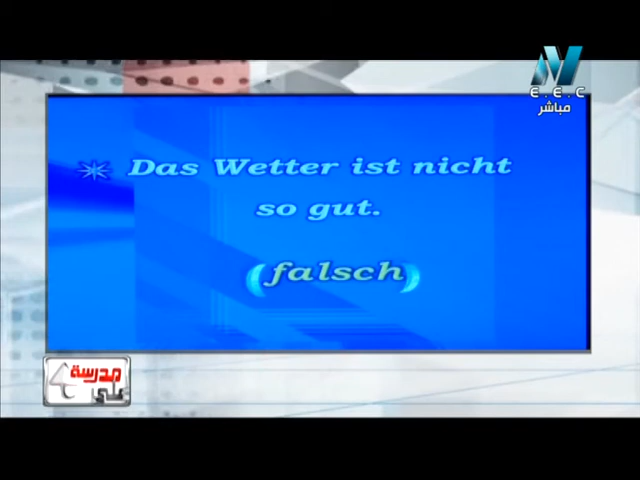 E.E.C
مباشر
* Das Wetter ist nicht
so gut.
(falsch)
مدرسة
على